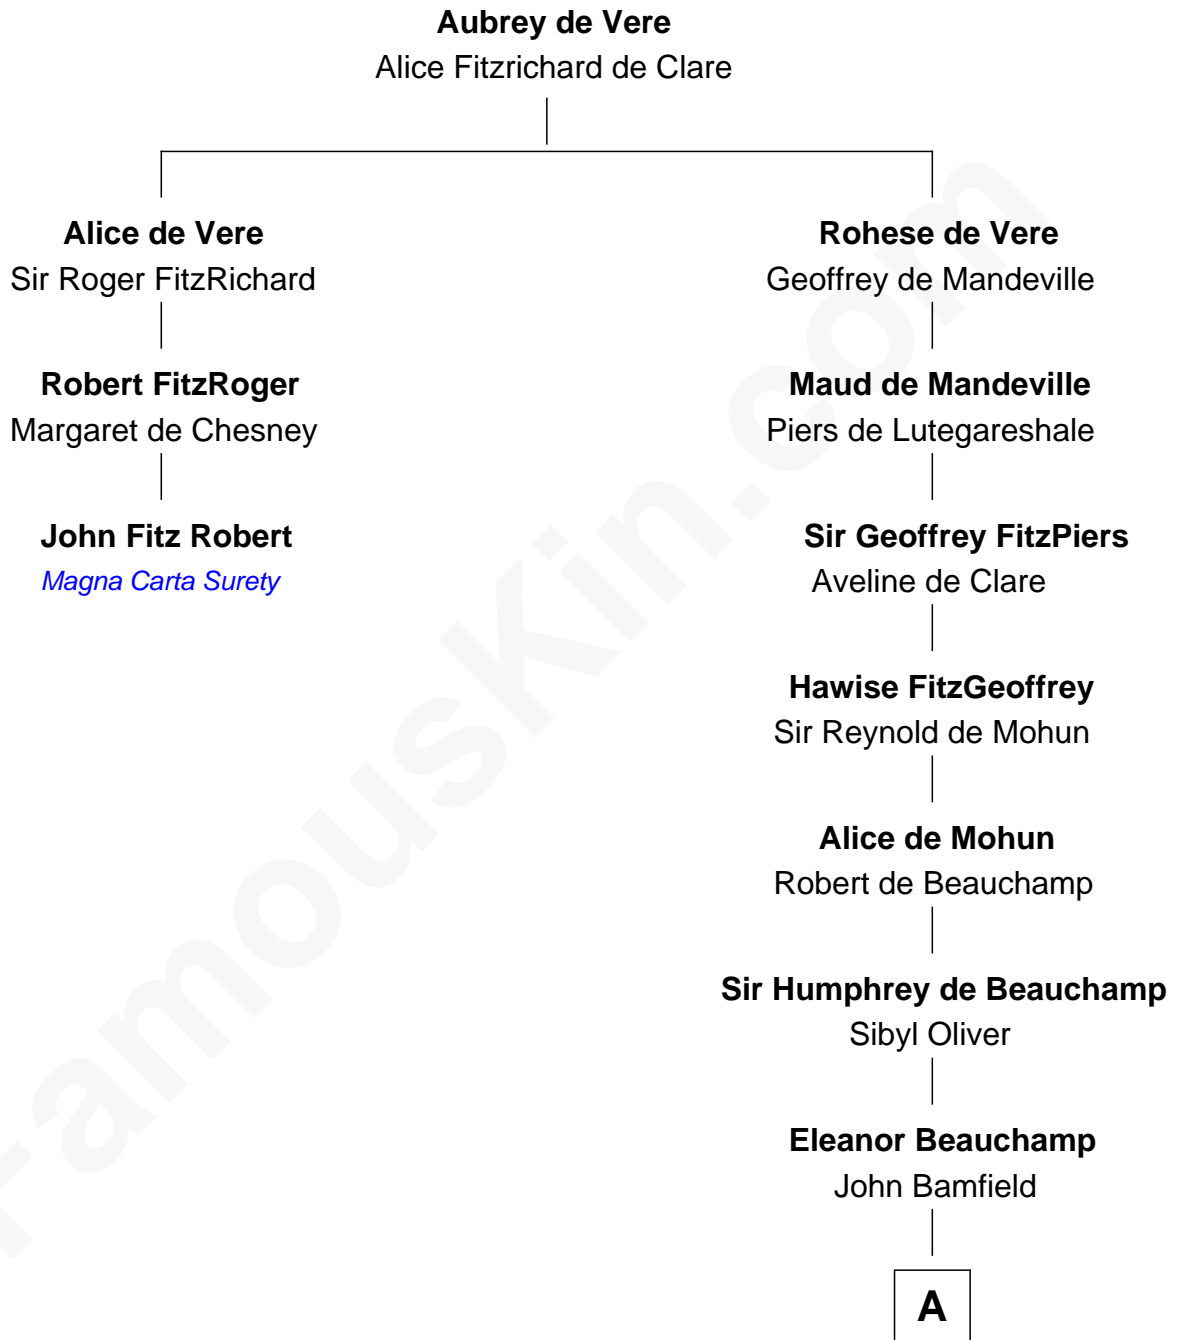 Aubrey de Vere
Alice Fitzrichard de Clare
Alice de Vere
Sir Roger FitzRichard
Rohese de Vere
Geoffrey de Mandeville
Robert FitzRoger
Margaret de Chesney
Maud de Mandeville
Piers de Lutegareshale
John Fitz Robert
Magna Carta Surety
Sir Geoffrey FitzPiers
Aveline de Clare
Hawise FitzGeoffrey
Sir Reynold de Mohun
Alice de Mohun
Robert de Beauchamp
Sir Humphrey de Beauchamp
Sibyl Oliver
Eleanor Beauchamp
John Bamfield
A
FamousKin.com